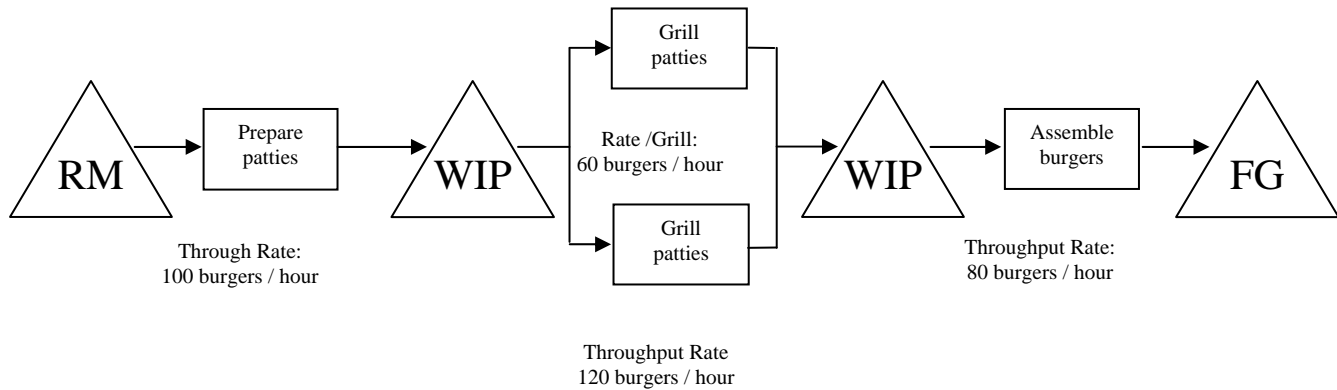 Grill
patties
RM
Prepare
patties
WIP
Rate /Grill:
60 burgers / hour
WIP
Assemble
burgers
FG
Grill
patties
Through Rate:
100 burgers / hour
Throughput Rate:
80 burgers / hour
Throughput Rate
120 burgers / hour